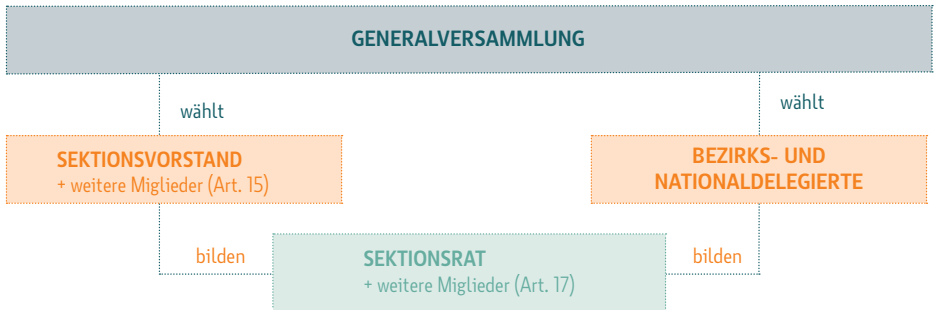 GENERALVERSAMMLUNG
wählt
wählt
SEKTIONSVORSTAND
+ weitere Miglieder (Art. 15)
BEZIRKS- UND
NATIONALDELEGIERTE
bilden
bilden
SEKTIONSRAT
+ weitere Miglieder (Art. 17)